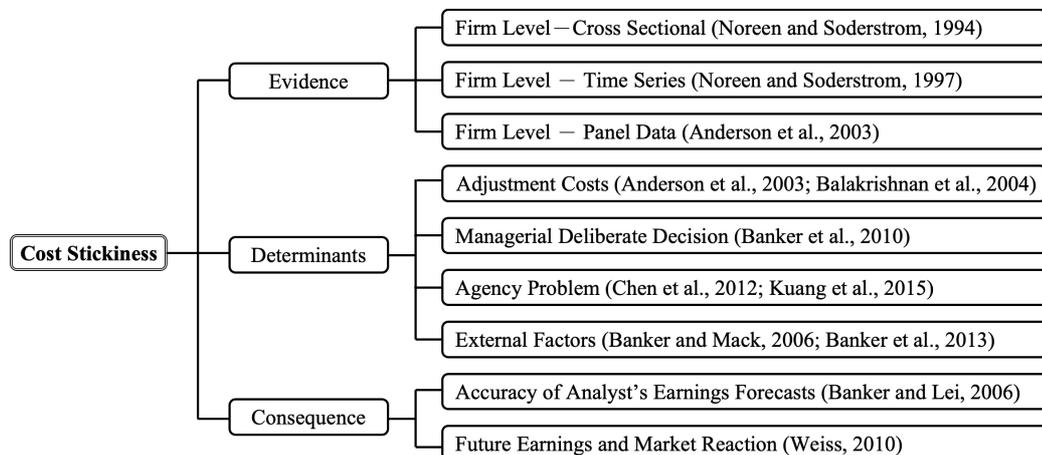 Cost Stickiness
Evidence
Firm Level－Cross Sectional (Noreen and Soderstrom, 1994)
Firm Level － Time Series (Noreen and Soderstrom, 1997)
Firm Level － Panel Data (Anderson et al., 2003)
Determinants
Adjustment Costs (Anderson et al., 2003; Balakrishnan et al., 2004)
Managerial Deliberate Decision (Banker et al., 2010)
Agency Problem (Chen et al., 2012; Kuang et al., 2015)
External Factors (Banker and Mack, 2006; Banker et al., 2013)
Consequence
Accuracy of Analyst’s Earnings Forecasts (Banker and Lei, 2006)
Future Earnings and Market Reaction (Weiss, 2010)